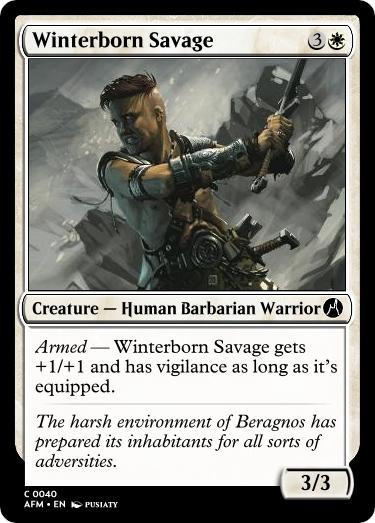 Winterborn Savage 3
Creature — Human Barbarian Warrior
Armed — Winterborn Savage gets
+1/+1 and has vigilance as long as it's
equipped.
The harsh environment of Beragnos has
prepared its inhabitants for all sorts of
adversities.
3/3
C 0040
AFM • EN PUSIATY